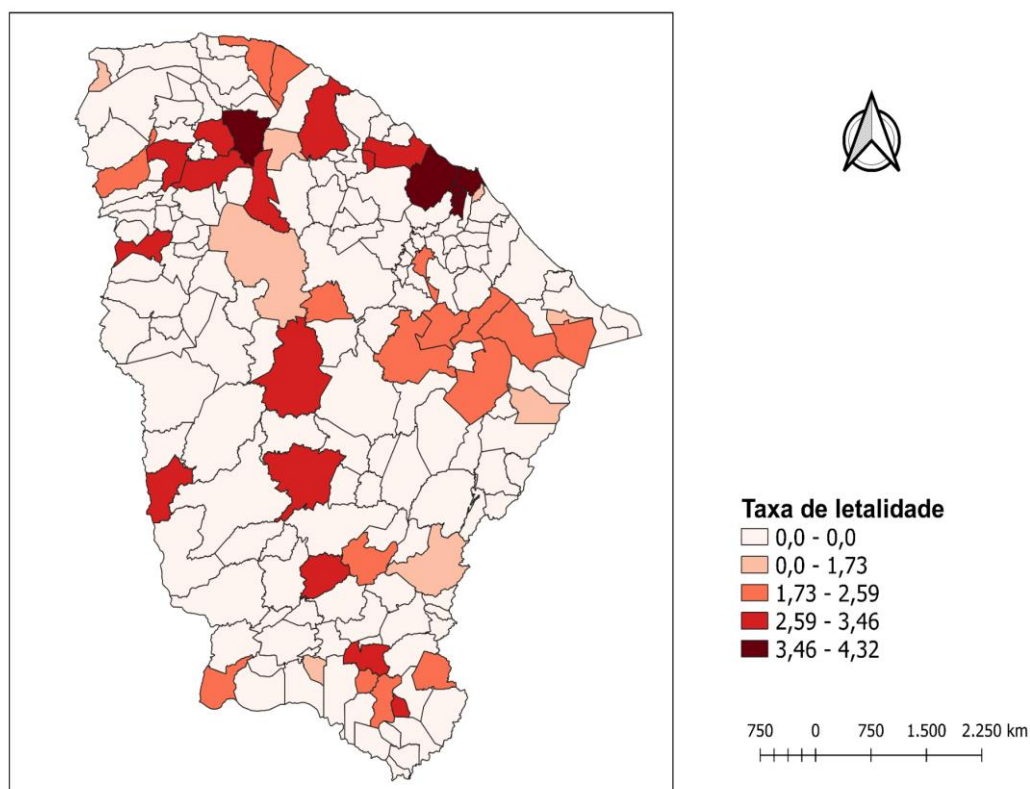 Taxa de letalidade
0,0 - 0,0
0,0 - 1,73
1,73 - 2,59
2,59 - 3,46
3,46 - 4,32
750 0 750 1.500 2.250 km